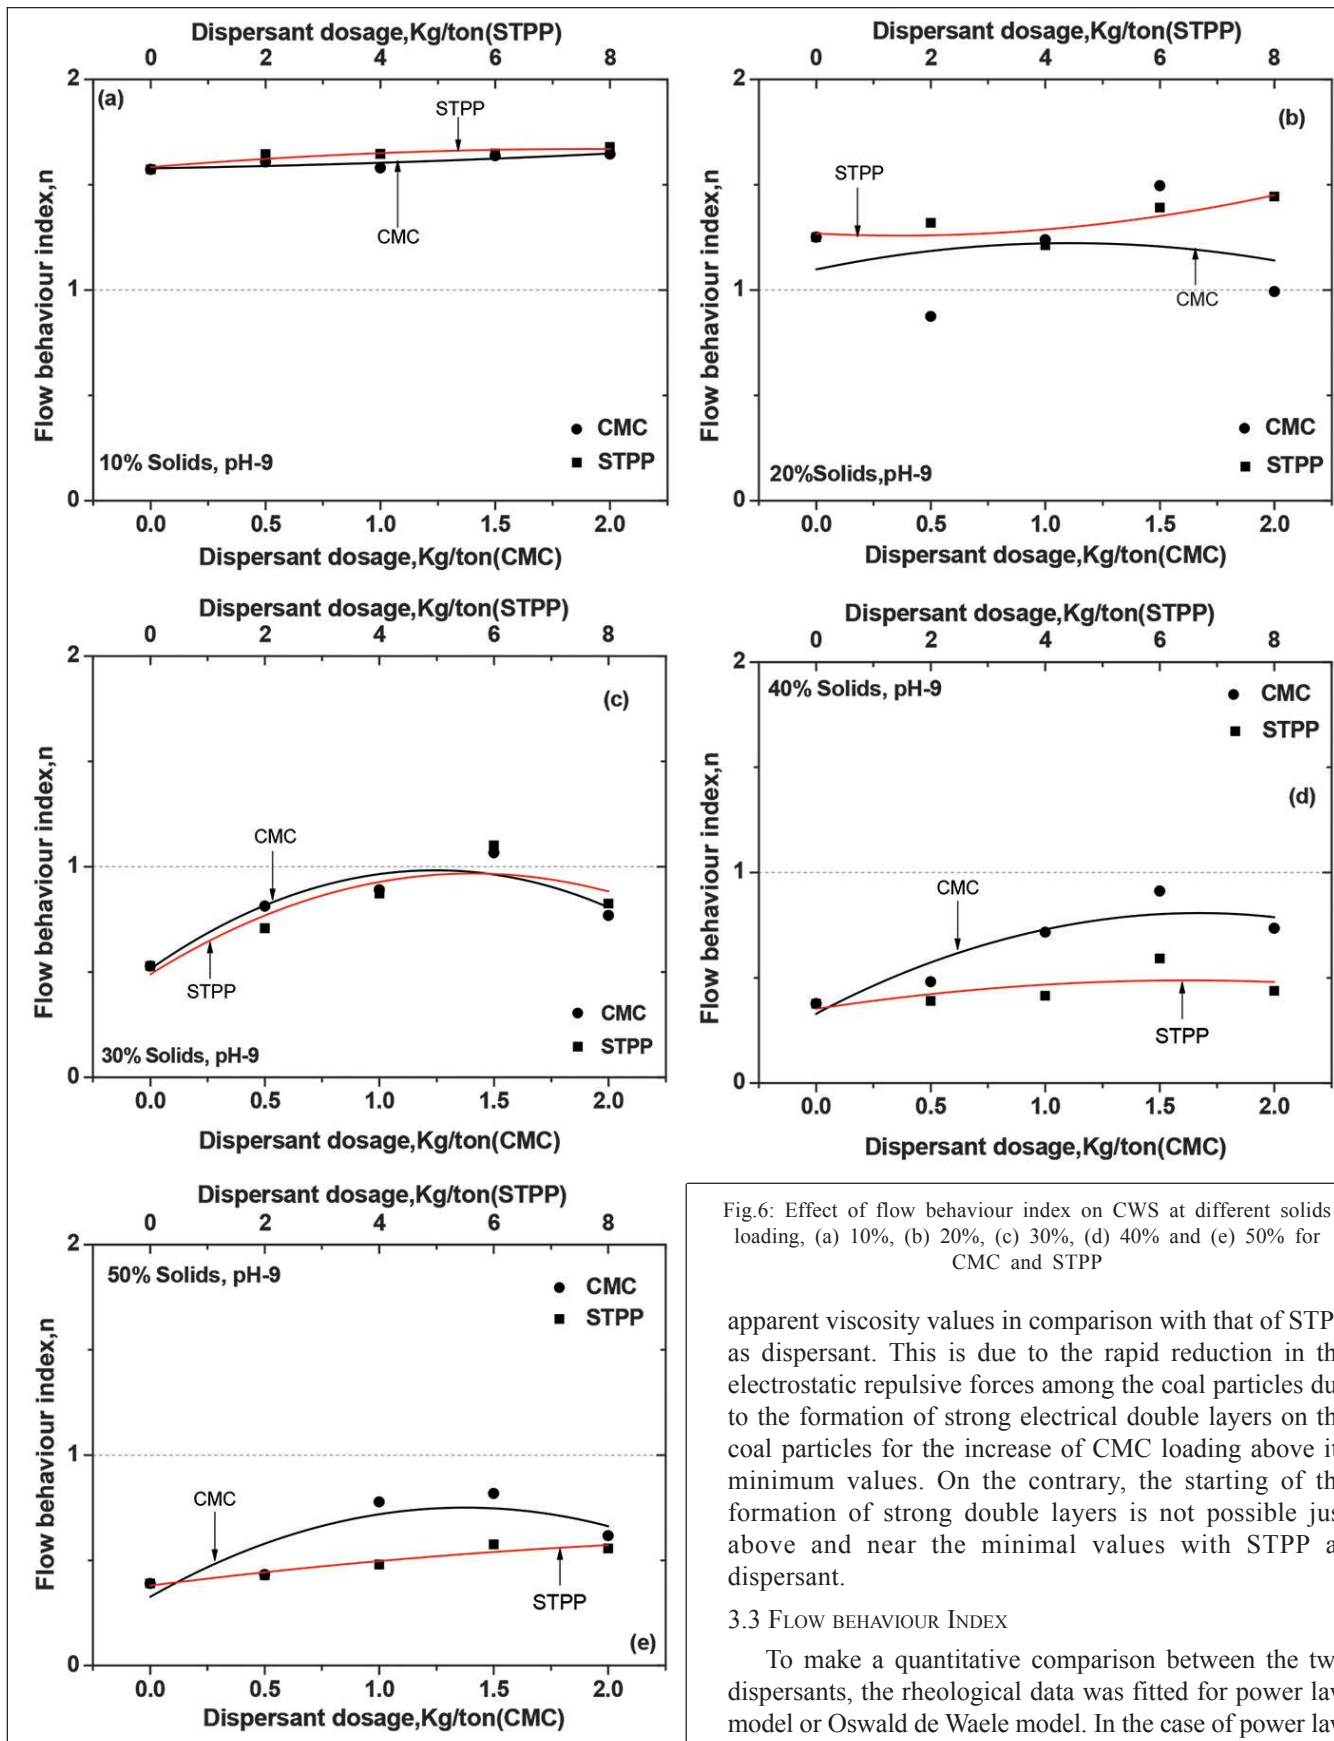 Dispersant dosage,Kg/ton(STPP)
0 2 4 6 8
2
(a)
STPP
CMC
1
Flow behaviour index,n
CMC
STPP
10% Solids, pH-9
0
0.0 0.5 1.0 1.5 2.0
Dispersant dosage,Kg/ton(CMC)
Dispersant dosage,Kg/ton(STPP)
0 2 4 6 8
2
(b)
STPP
CMC
1
Flow behaviour index,n
CMC
STPP
20%Solids,pH-9
0
0.0 0.5 1.0 1.5 2.0
Dispersant dosage,Kg/ton(CMC)
Dispersant dosage,Kg/ton(STPP)
0 2 4 6 8
2
(c)
CMC
1
Flow behaviour index,n
STPP
CMC
STPP
30% Solids, pH-9
0
0.0 0.5 1.0 1.5 2.0
Dispersant dosage,Kg/ton(CMC)
Dispersant dosage,Kg/ton(STPP)
0 2 4 6 8
2
40% Solids, pH-9
CMC
STPP
(d)
1
CMC
Flow behaviour index,n
STPP
0
0.0 0.5 1.0 1.5 2.0
Dispersant dosage,Kg/ton(CMC)
Dispersant dosage,Kg/ton(STPP)
0 2 4 6 8
2
50% Solids, pH-9
CMC
STPP
1
CMC
Flow behaviour index,n
STPP
(e)
0
0.0 0.5 1.0 1.5 2.0
Dispersant dosage,Kg/ton(CMC)
Fig.6: Effect of flow behaviour index on CWS at different solids
loading, (a) 10%, (b) 20%, (c) 30%, (d) 40% and (e) 50% for
CMC and STPP
apparent viscosity values in comparison with that of STP
as dispersant. This is due to the rapid reduction in th
electrostatic repulsive forces among the coal particles du
to the formation of strong electrical double layers on th
coal particles for the increase of CMC loading above it
minimum values. On the contrary, the starting of th
formation of strong double layers is not possible jus
above and near the minimal values with STPP a
dispersant.
3.3 FLOW BEHAVIOUR INDEX
To make a quantitative comparison between the tw
dispersants, the rheological data was fitted for power law
model or Oswald de Waele model. In the case of power law